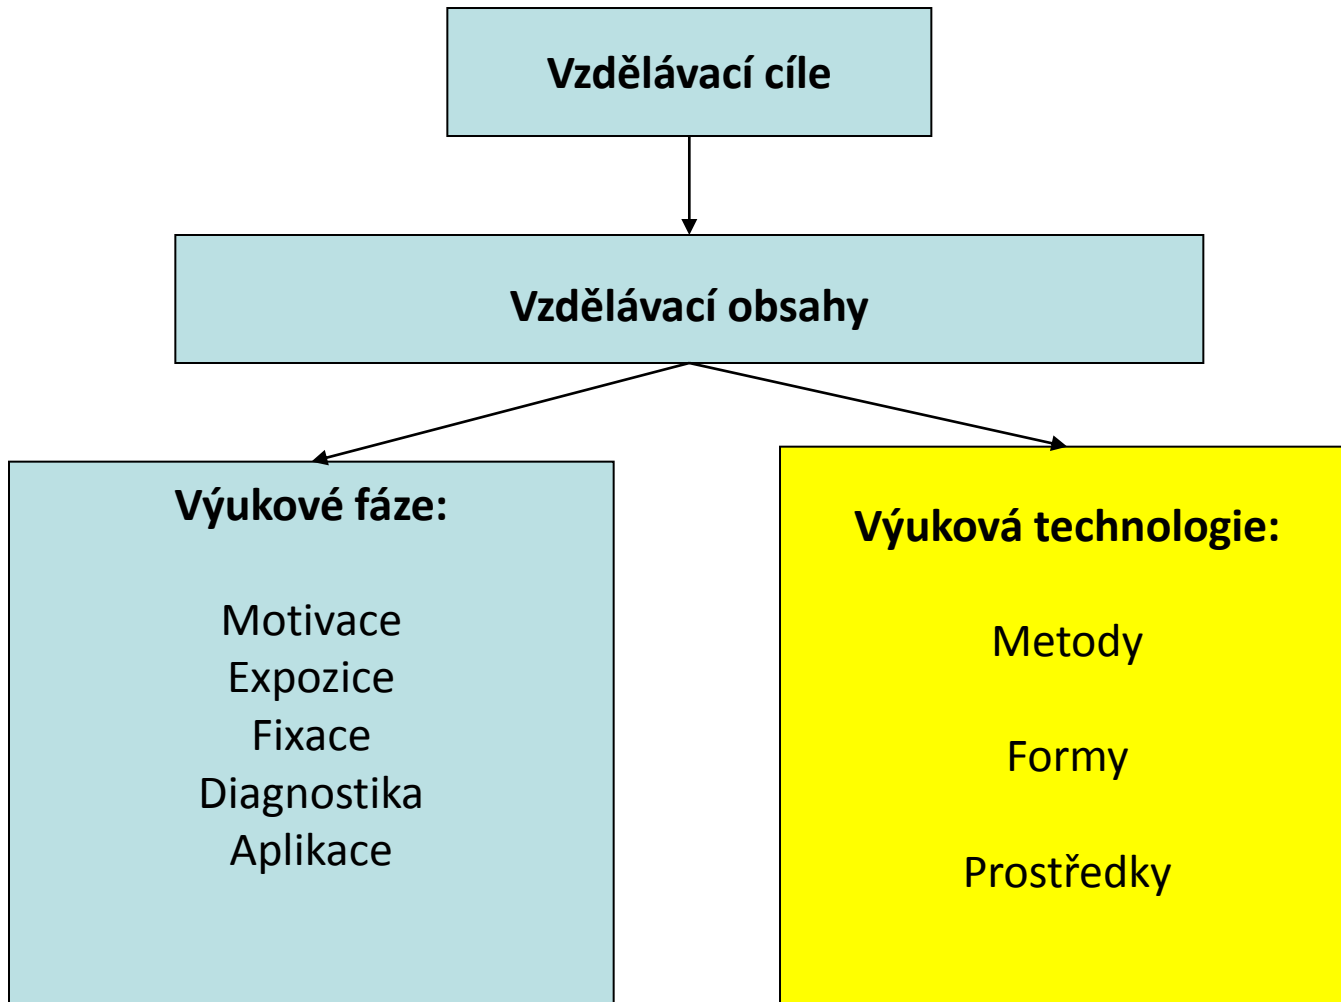 Vzdělávací cíle
Vzdělávací obsahy
Výukové fáze:
Motivace
Expozice
Fixace
Diagnostika
Aplikace
Výuková technologie:
Metody
Formy
Prostředky